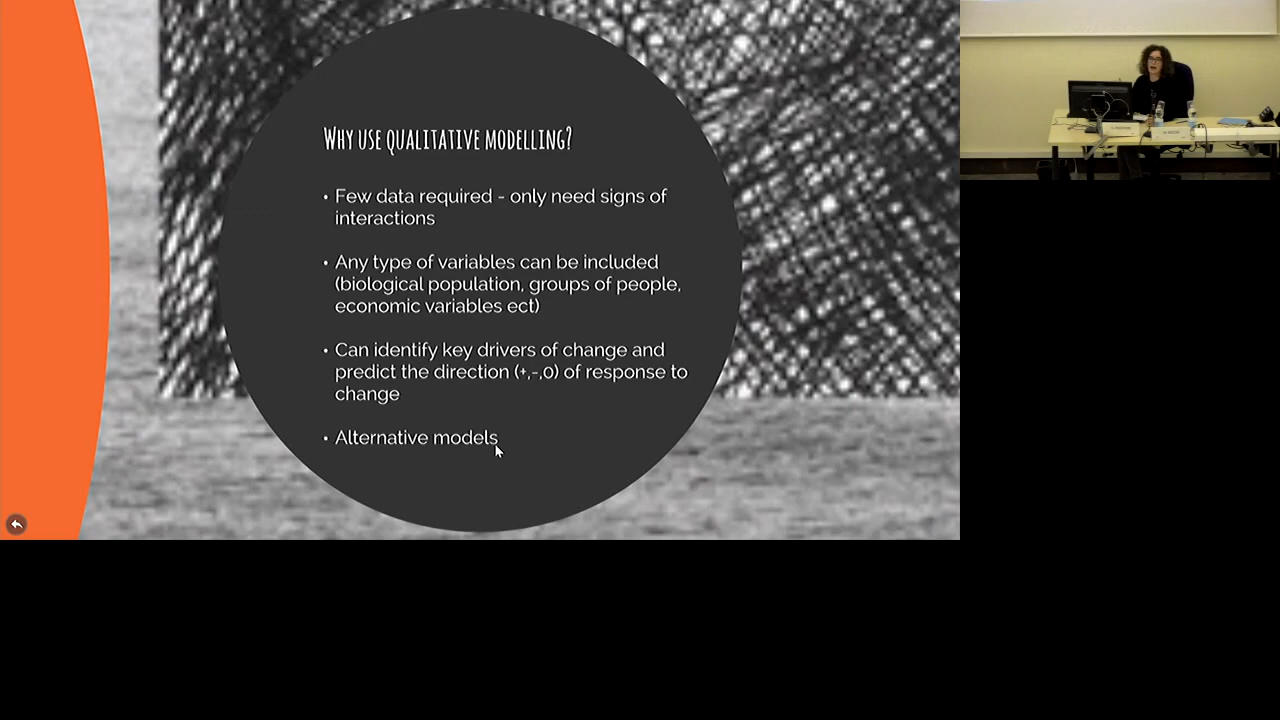 WHY USE QUALITATIVE MODELLING?
• Few data required - only need signs of
interactions
• Any type of variables can be included
(biological population, groups of people,
economic variables ect)
• Can identify key drivers of change and
predict the direction (+,-,0) of response to
change
• Alternative models